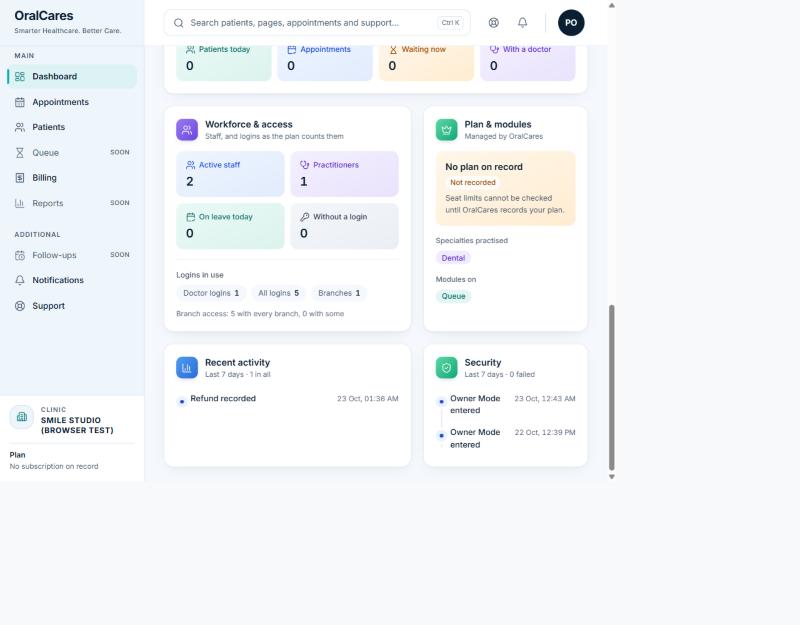 OralCares
Smarter Healthcare. Better Care.
Search patients, pages, appointments and support...
Ctrl K
PO
MAIN
Dashboard
Appointments
Patients
Queue SOON
Billing
Reports SOON
ADDITIONAL
Follow-ups SOON
Notifications
Support
CLINIC
SMILE STUDIO
(BROWSER TEST)
Plan
No subscription on record
Patients today
0
Appointments
0
Waiting now
0
With a doctor
0
Workforce & access
Staff, and logins as the plan counts them
Active staff
2
Practitioners
1
On leave today
0
Without a login
0
Logins in use
Doctor logins 1
All logins 5
Branches 1
Branch access: 5 with every branch, 0 with some
Plan & modules
Managed by OralCares
No plan on record
Not recorded
Seat limits cannot be checked
until OralCares records your plan.
Specialties practised
Dental
Modules on
Queue
Recent activity
Last 7 days · 1 in all
Refund recorded 23 Oct, 01:36 AM
Security
Last 7 days · 0 failed
Owner Mode 23 Oct, 12:43 AM
entered
Owner Mode 22 Oct, 12:39 PM
entered